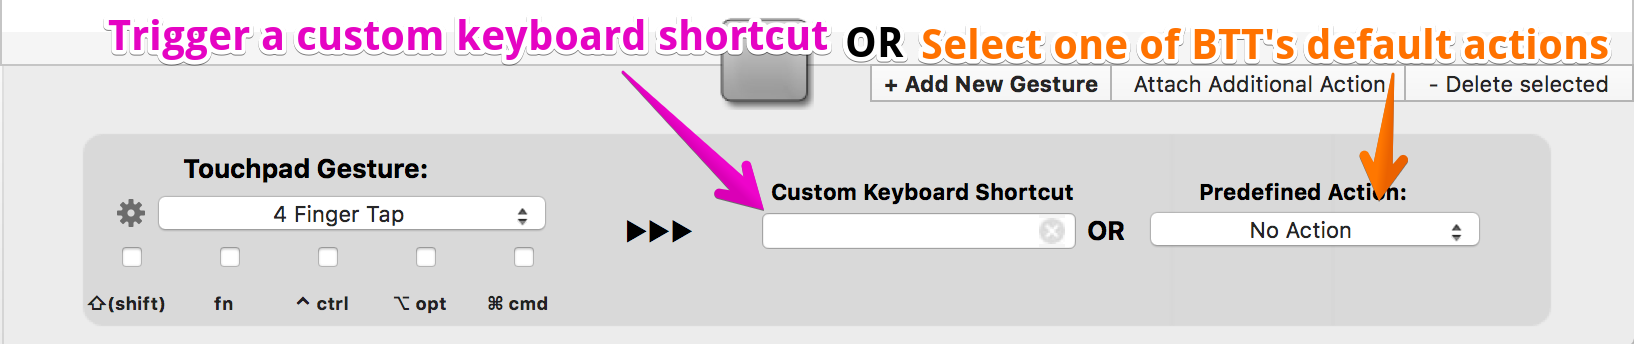 Trigger a custom keyboard shortcut OR Select one of BTT's default actions
+ Add New Gesture Attach Additional Action - Delete selected
Touchpad Gesture:
Custom Keyboard Shortcut Predefined Action:
4 Finger Tap ▶▶▶ OR No Action
⇧(shift) fn ^ ctrl ⌥ opt ⌘ cmd